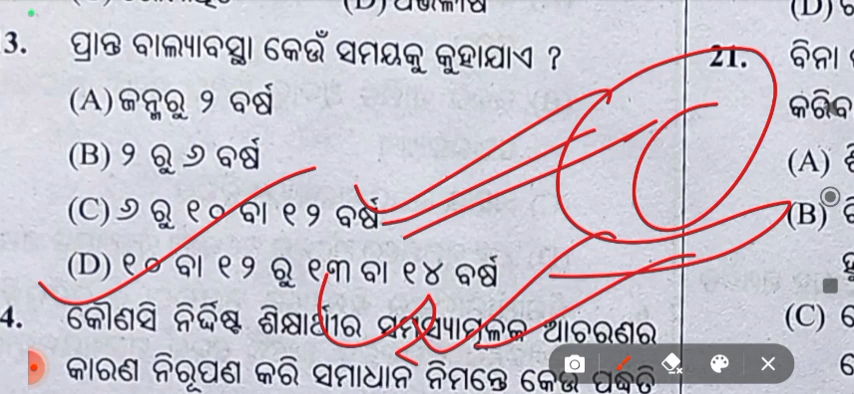 (D)
3. ପ୍ରାନ୍ତ ବାଲ୍ୟାବସ୍ଥା କେଉଁ ସମୟକୁ କୁହାଯାଏ ?
(A) ଜନ୍ମରୁ ୨ ବର୍ଷ
(B) ୨ ରୁ ୬ ବର୍ଷ
(C) ୬ ରୁ ୧୦ ବା ୧୨ ବର୍ଷ
(D) ୧୦ ବା ୧୨ ରୁ ୧୩ ବା ୧୪ ବର୍ଷ
4. କୌଣସି ନିର୍ଦ୍ଦିଷ୍ଟ ଶିକ୍ଷାର୍ଥୀର ସମସ୍ୟାମୂଳକ ଆଚରଣର
କାରଣ ନିରୂପଣ କରି ସମାଧାନ ନିମନ୍ତେ କେଉଁ ପଦ୍ଧତି
(D)
21. ବିନା
କରିବ
(A)
(B)
(C)